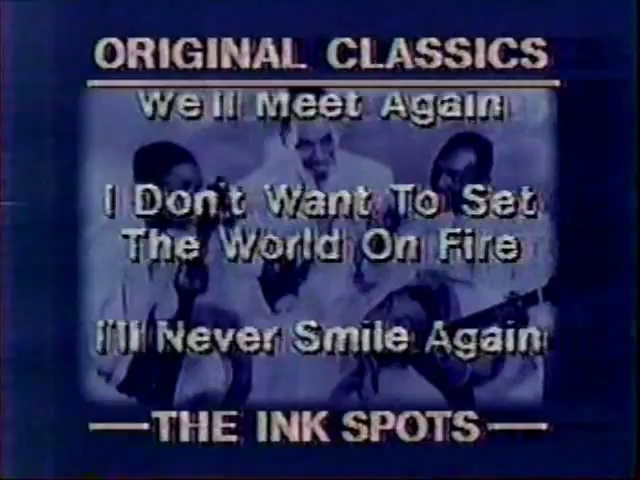 ORIGINAL CLASSICS
We'll Meet Again
I Don't Want To Set
The World On Fire
I'll Never Smile Again
THE INK SPOTS